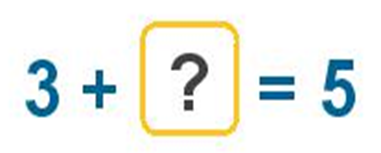 3 + ? = 5